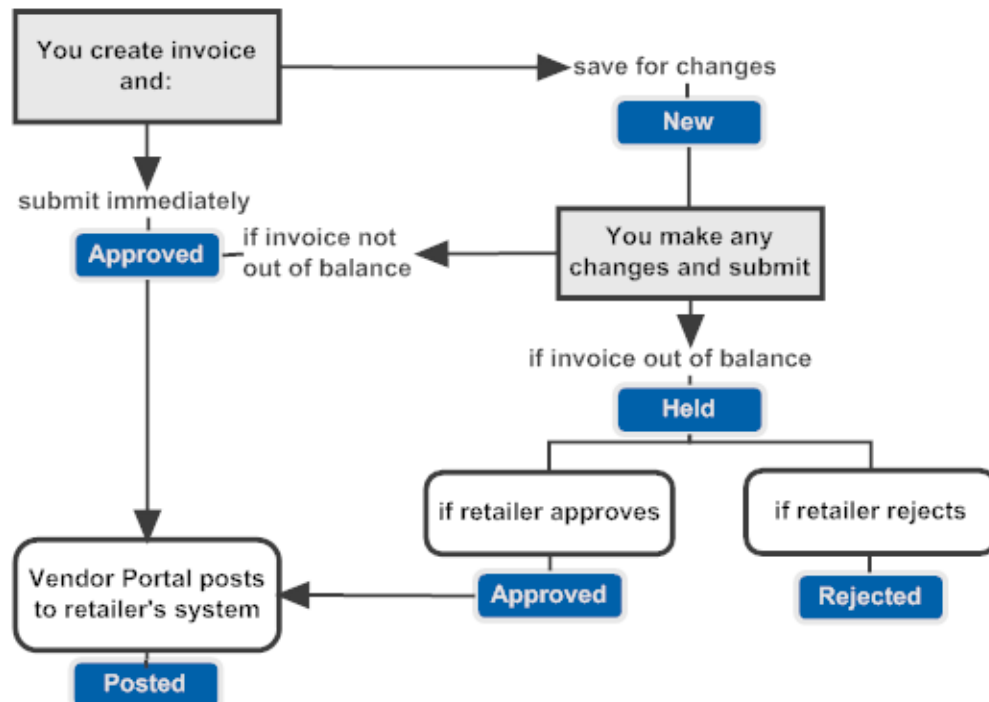 You create invoice
and:
save for changes
New
submit immediately
Approved
if invoice not
out of balance
You make any
changes and submit
if invoice out of balance
Held
if retailer approves
if retailer rejects
Approved
Rejected
Vendor Portal posts
to retailer's system
Posted